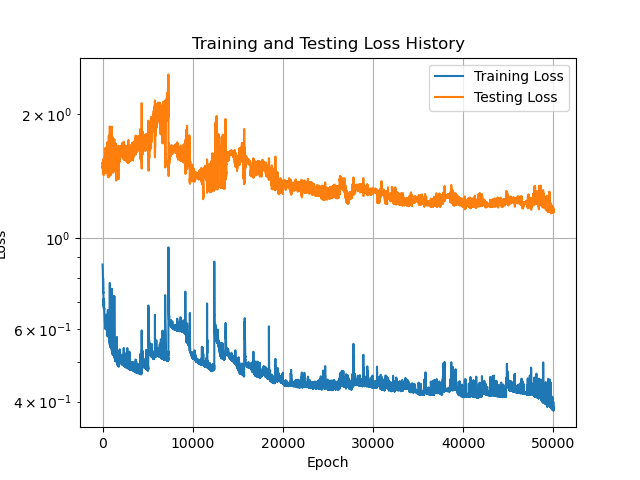 Training and Testing Loss History
Training Loss
Testing Loss
2 × 10⁰
10⁰
6 × 10⁻¹
4 × 10⁻¹
Loss
0 10000 20000 30000 40000 50000
Epoch